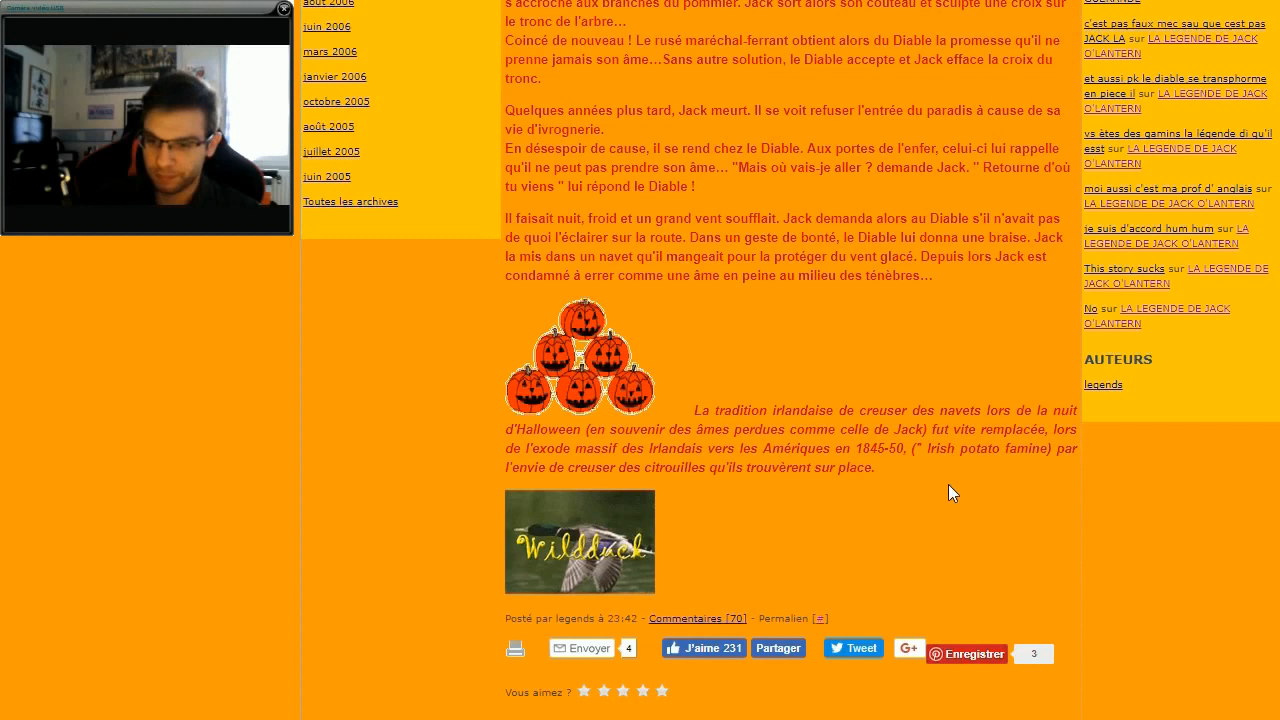 Caméra vidéo USB
août 2006
juin 2006
mars 2006
janvier 2006
octobre 2005
août 2005
juillet 2005
juin 2005
Toutes les archives
s'accroche aux branches du pommier. Jack sort alors son couteau et sculpte une croix sur
le tronc de l'arbre…
Coincé de nouveau ! Le rusé maréchal-ferrant obtient alors du Diable la promesse qu'il ne
prenne jamais son âme…Sans autre solution, le Diable accepte et Jack efface la croix du
tronc.
Quelques années plus tard, Jack meurt. Il se voit refuser l'entrée du paradis à cause de sa
vie d'ivrognerie.
En désespoir de cause, il se rend chez le Diable. Aux portes de l'enfer, celui-ci lui rappelle
qu'il ne peut pas prendre son âme… "Mais où vais-je aller ? demande Jack. " Retourne d'où
tu viens " lui répond le Diable !
Il faisait nuit, froid et un grand vent soufflait. Jack demanda alors au Diable s'il n'avait pas
de quoi l'éclairer sur la route. Dans un geste de bonté, le Diable lui donna une braise. Jack
la mis dans un navet qu'il mangeait pour la protéger du vent glacé. Depuis lors Jack est
condamné à errer comme une âme en peine au milieu des ténèbres…
La tradition irlandaise de creuser des navets lors de la nuit
d'Halloween (en souvenir des âmes perdues comme celle de Jack) fut vite remplacée, lors
de l'exode massif des Irlandais vers les Amériques en 1845-50, (" Irish potato famine) par
l'envie de creuser des citrouilles qu'ils trouvèrent sur place.
Wildduck
Posté par legends à 23:42 - Commentaires [70] - Permalien [#]
Envoyer 4 J'aime 231 Partager Tweet G+ Enregistrer 3
Vous aimez ?
GUERANDE
c'est pas faux mec sau que cest pas
JACK LA sur LA LEGENDE DE JACK
O'LANTERN
et aussi pk le diable se transphorme
en piece il sur LA LEGENDE DE JACK
O'LANTERN
vs êtes des gamins la légende di qu'il
esst sur LA LEGENDE DE JACK
O'LANTERN
moi aussi c'est ma prof d' anglais sur
LA LEGENDE DE JACK O'LANTERN
je suis d'accord hum hum sur LA
LEGENDE DE JACK O'LANTERN
This story sucks sur LA LEGENDE DE
JACK O'LANTERN
No sur LA LEGENDE DE JACK
O'LANTERN
AUTEURS
legends